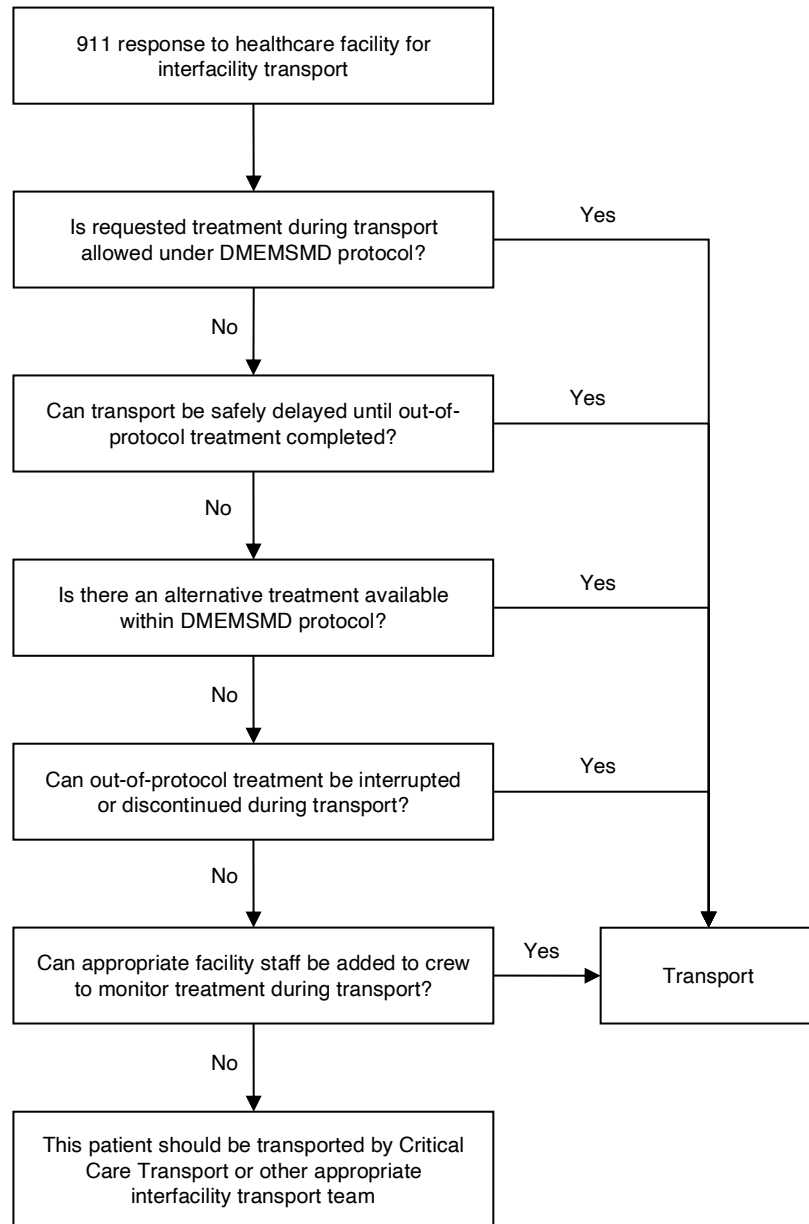 911 response to healthcare facility for
interfacility transport
Is requested treatment during transport
allowed under DMEMSMD protocol?
Yes
No
Can transport be safely delayed until out-of-
protocol treatment completed?
Yes
No
Is there an alternative treatment available
within DMEMSMD protocol?
Yes
No
Can out-of-protocol treatment be interrupted
or discontinued during transport?
Yes
No
Can appropriate facility staff be added to crew
to monitor treatment during transport?
Yes
Transport
No
This patient should be transported by Critical
Care Transport or other appropriate
interfacility transport team